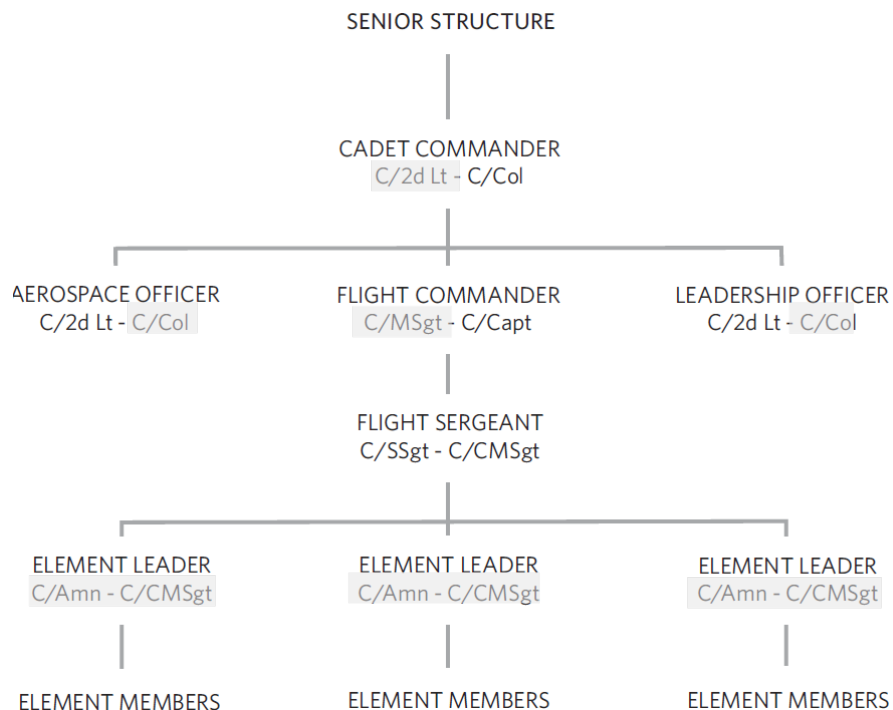 SENIOR STRUCTURE
CADET COMMANDER
C/2d Lt - C/Col
AEROSPACE OFFICER
C/2d Lt - C/Col
FLIGHT COMMANDER
C/MSgt - C/Capt
LEADERSHIP OFFICER
C/2d Lt - C/Col
FLIGHT SERGEANT
C/SSgt - C/CMSgt
ELEMENT LEADER
C/Amn - C/CMSgt
ELEMENT LEADER
C/Amn - C/CMSgt
ELEMENT LEADER
C/Amn - C/CMSgt
ELEMENT MEMBERS
ELEMENT MEMBERS
ELEMENT MEMBERS